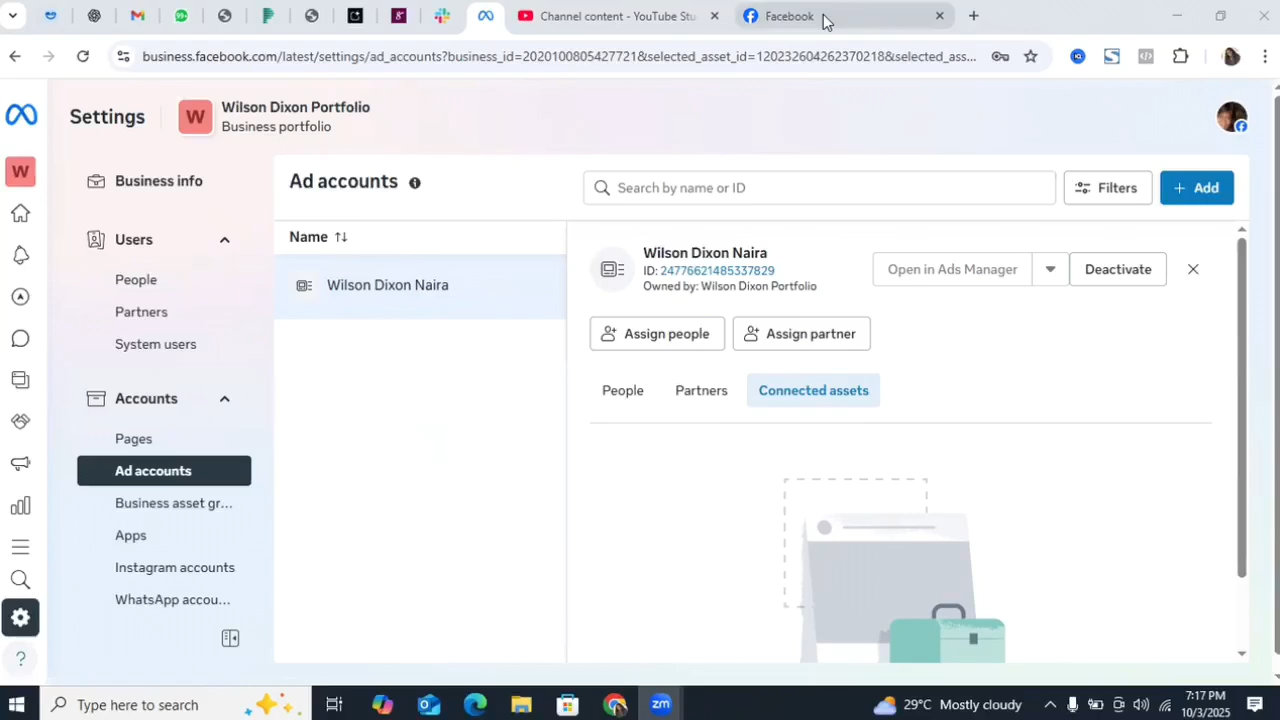 Channel content - YouTube Stu
Facebook
business.facebook.com/latest/settings/ad_accounts?business_id=2020100805427721&selected_asset_id=120232604262370218&selected_ass...
Settings
W
Wilson Dixon Portfolio
Business portfolio
W
Business info
Users
People
Partners
System users
Accounts
Pages
Ad accounts
Business asset gr...
Apps
Instagram accounts
WhatsApp accou...
Ad accounts
Search by name or ID
Filters
+ Add
Name
Wilson Dixon Naira
Wilson Dixon Naira
ID: 24776621485337829
Owned by: Wilson Dixon Portfolio
Open in Ads Manager
Deactivate
Assign people
Assign partner
People
Partners
Connected assets
Type here to search
zm
29°C Mostly cloudy
7:17 PM
10/3/2025